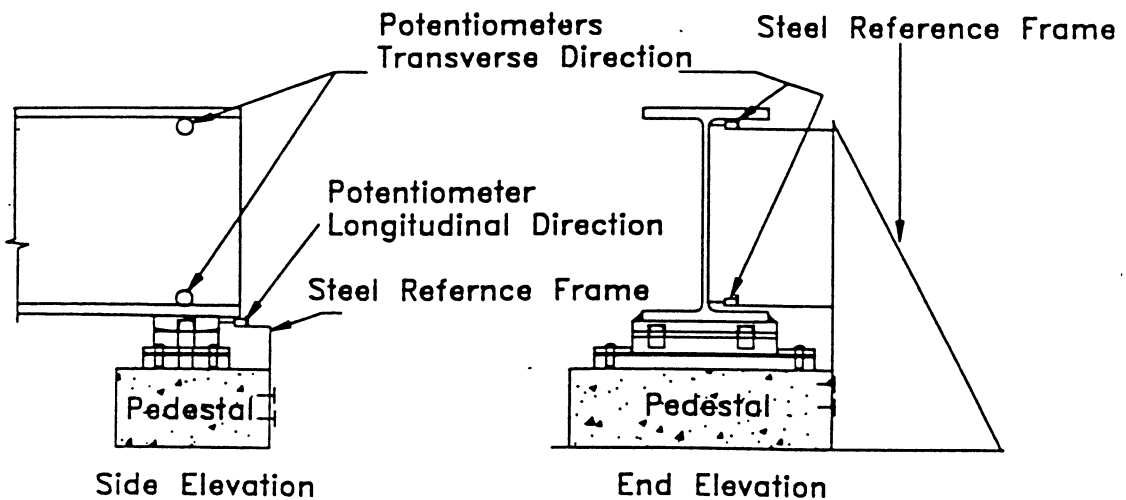 Potentiometers
Transverse Direction
Steel Reference Frame
Potentiometer
Longitudinal Direction
Steel Refernce Frame
Pedestal
Pedestal
Side Elevation
End Elevation